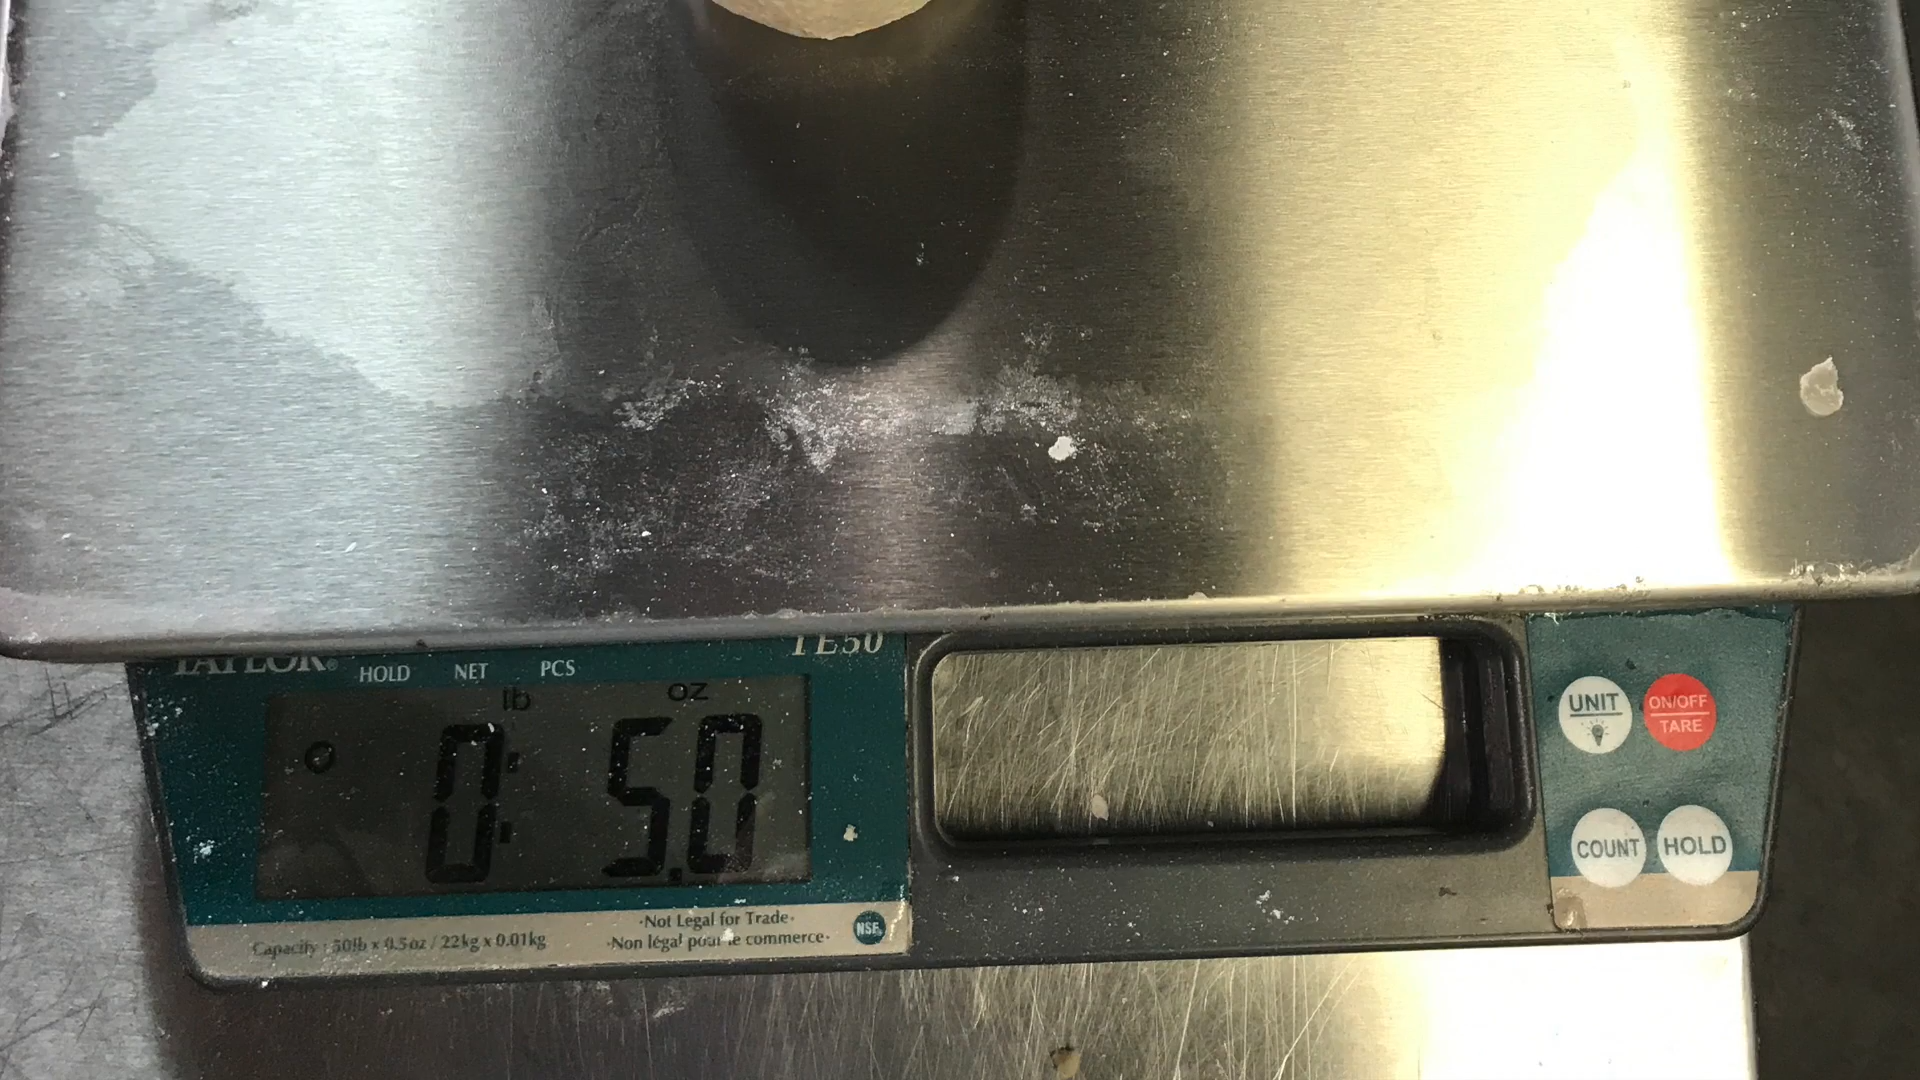 TAYLOR® HOLD NET PCS TE50
lb oz
0: 5.0
·Not Legal for Trade·
·Non légal pour le commerce·
Capacity : 50lb x 0.5oz / 22kg x 0.01kg
NSF
UNIT
ON/OFF
TARE
COUNT
HOLD